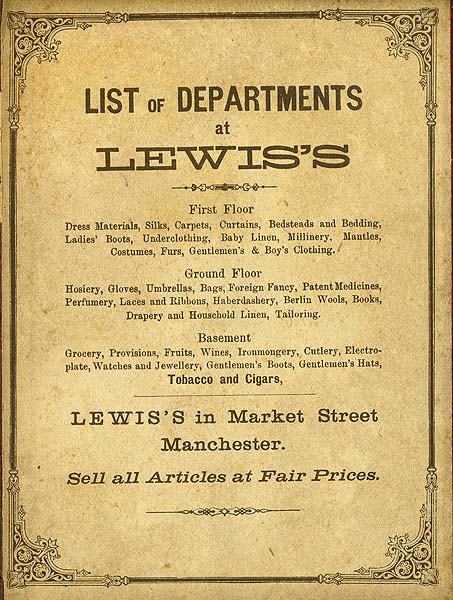 LIST OF DEPARTMENTS
at
LEWIS'S
First Floor
Dress Materials, Silks, Carpets, Curtains, Bedsteads and Bedding,
Ladies' Boots, Underclothing, Baby Linen, Millinery, Mantles,
Costumes, Furs, Gentlemen's & Boy's Clothing.
Ground Floor
Hosiery, Gloves, Umbrellas, Bags, Foreign Fancy, Patent Medicines,
Perfumery, Laces and Ribbons, Haberdashery, Berlin Wools, Books,
Drapery and Household Linen, Tailoring.
Basement
Grocery, Provisions, Fruits, Wines, Ironmongery, Cutlery, Electro-
plate, Watches and Jewellery, Gentlemen's Boots, Gentlemen's Hats,
Tobacco and Cigars,
LEWIS'S in Market Street
Manchester.
Sell all Articles at Fair Prices.